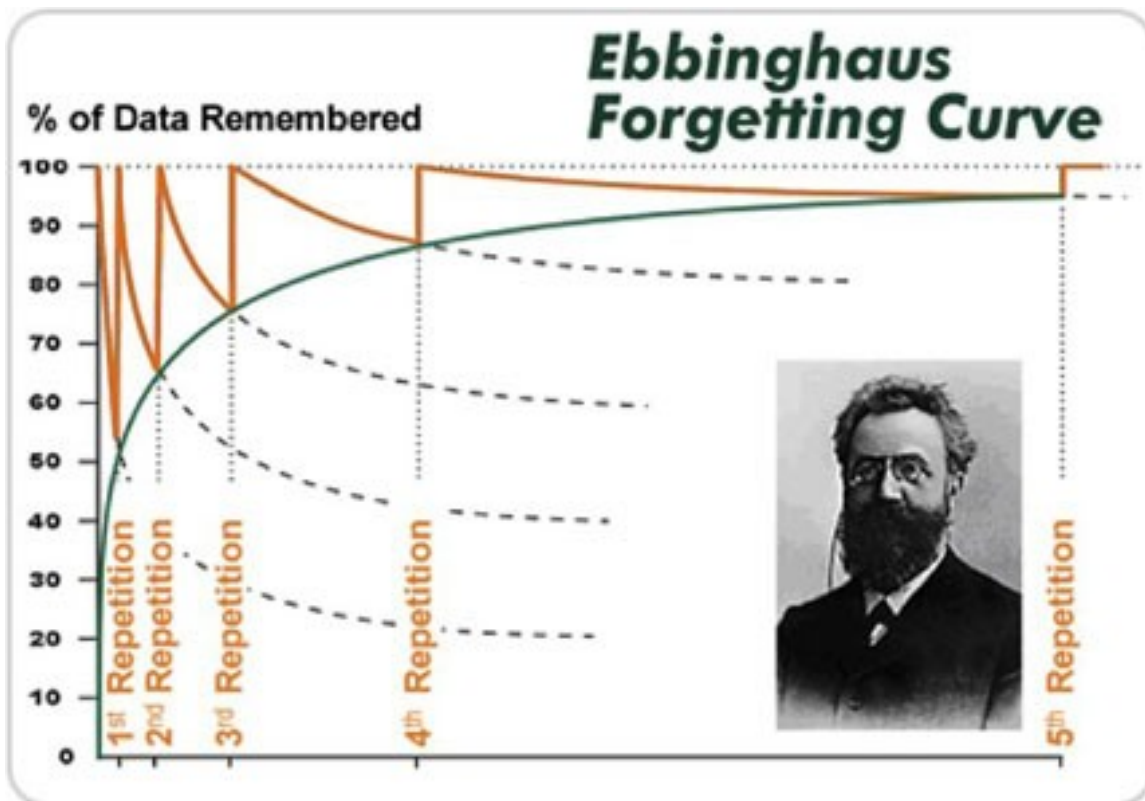 Ebbinghaus
Forgetting Curve
% of Data Remembered
100
90
80
70
60
50
40
30
20
10
0
1st Repetition
2nd Repetition
3rd Repetition
4th Repetition
5th Repetition